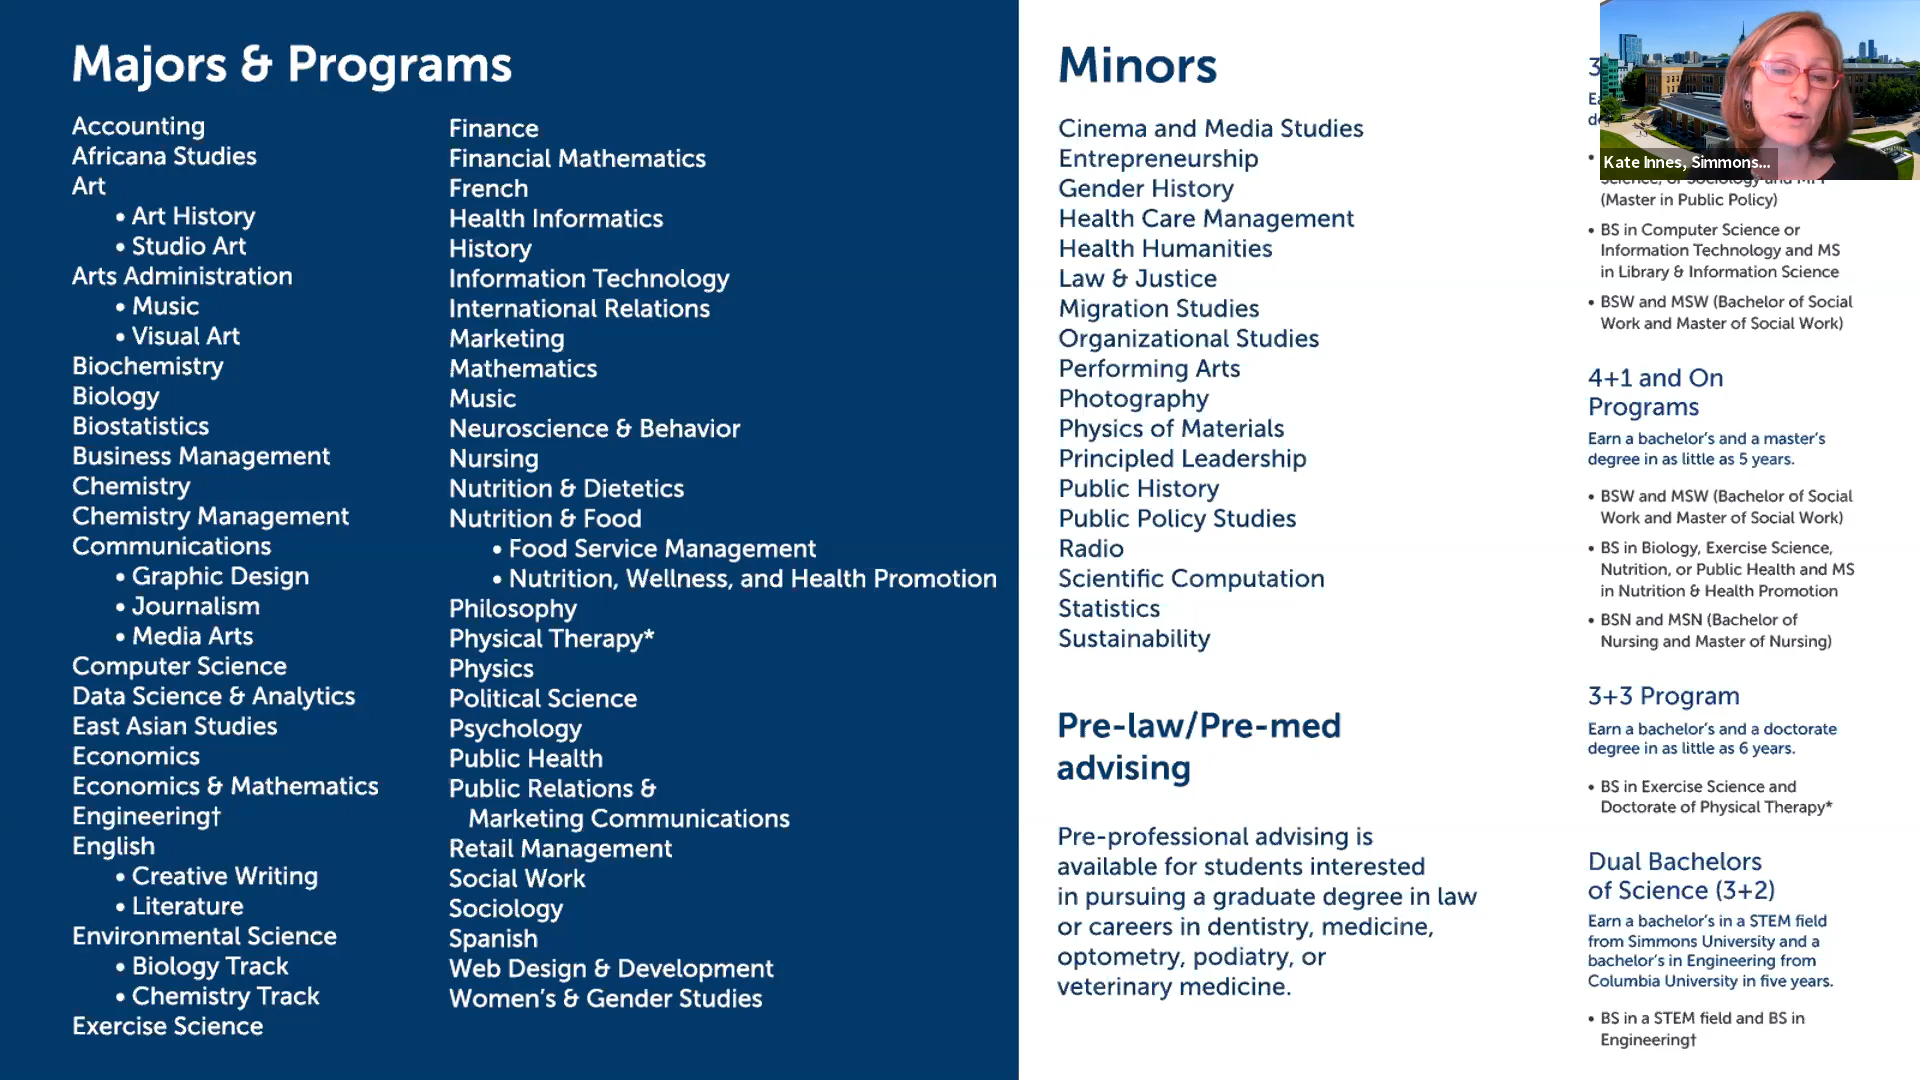 Majors & Programs
Accounting
Africana Studies
Art
• Art History
• Studio Art
Arts Administration
• Music
• Visual Art
Biochemistry
Biology
Biostatistics
Business Management
Chemistry
Chemistry Management
Communications
• Graphic Design
• Journalism
• Media Arts
Computer Science
Data Science & Analytics
East Asian Studies
Economics
Economics & Mathematics
Engineering†
English
• Creative Writing
• Literature
Environmental Science
• Biology Track
• Chemistry Track
Exercise Science
Finance
Financial Mathematics
French
Health Informatics
History
Information Technology
International Relations
Marketing
Mathematics
Music
Neuroscience & Behavior
Nursing
Nutrition & Dietetics
Nutrition & Food
• Food Service Management
• Nutrition, Wellness, and Health Promotion
Philosophy
Physical Therapy*
Physics
Political Science
Psychology
Public Health
Public Relations &
Marketing Communications
Retail Management
Social Work
Sociology
Spanish
Web Design & Development
Women's & Gender Studies
Minors
Cinema and Media Studies
Entrepreneurship
Gender History
Health Care Management
Health Humanities
Law & Justice
Migration Studies
Organizational Studies
Performing Arts
Photography
Physics of Materials
Principled Leadership
Public History
Public Policy Studies
Radio
Scientific Computation
Statistics
Sustainability
Pre-law/Pre-med
advising
Pre-professional advising is
available for students interested
in pursuing a graduate degree in law
or careers in dentistry, medicine,
optometry, podiatry, or
veterinary medicine.
Kate Innes, Simmons...
(Master in Public Policy)
• BS in Computer Science or
Information Technology and MS
in Library & Information Science
• BSW and MSW (Bachelor of Social
Work and Master of Social Work)
4+1 and On
Programs
Earn a bachelor's and a master's
degree in as little as 5 years.
• BSW and MSW (Bachelor of Social
Work and Master of Social Work)
• BS in Biology, Exercise Science,
Nutrition, or Public Health and MS
in Nutrition & Health Promotion
• BSN and MSN (Bachelor of
Nursing and Master of Nursing)
3+3 Program
Earn a bachelor's and a doctorate
degree in as little as 6 years.
• BS in Exercise Science and
Doctorate of Physical Therapy*
Dual Bachelors
of Science (3+2)
Earn a bachelor's in a STEM field
from Simmons University and a
bachelor's in Engineering from
Columbia University in five years.
• BS in a STEM field and BS in
Engineering†